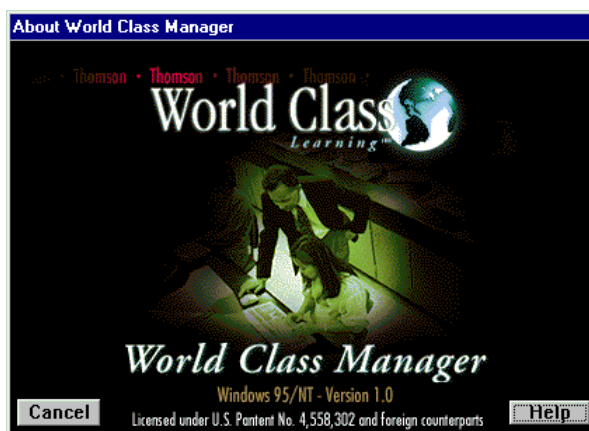 About World Class Manager
Thomson • Thomson • Thomson • Thomson
World Class
Learning™
World Class Manager
Windows 95/NT - Version 1.0
Cancel
Licensed under U.S. Pantent No. 4,558,302 and foreign counterparts
Help